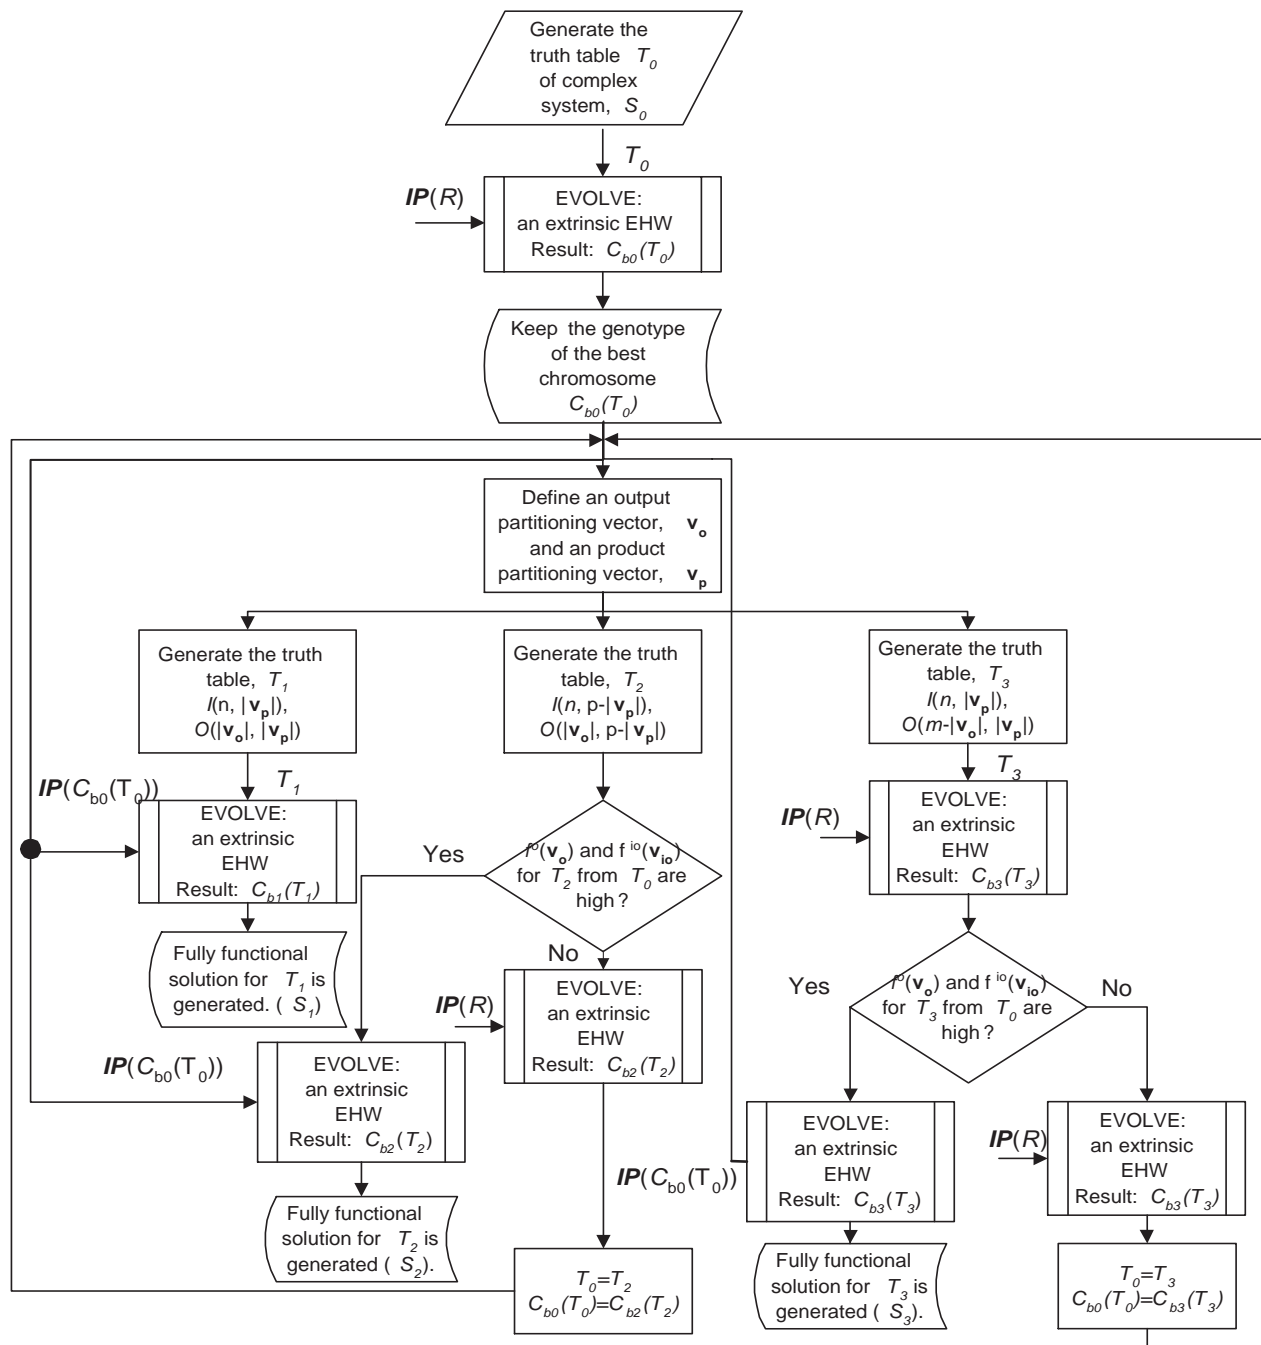 Generate the
truth table T0
of complex
system, S0
T0
IP(R)
EVOLVE:
an extrinsic EHW
Result: Cb0(T0)
Keep the genotype
of the best
chromosome
Cb0(T0)
Define an output
partitioning vector, vo
and an product
partitioning vector, vp
Generate the truth
table, T1
I(n, |vp|),
O(|vo|, |vp|)
Generate the truth
table, T2
I(n, p-|vp|),
O(|vo|, p-|vp|)
Generate the truth
table, T3
I(n, |vp|),
O(m-|vo|, |vp|)
T1
IP(Cb0(T0))
EVOLVE:
an extrinsic
EHW
Result: Cb1(T1)
Fully functional
solution for T1 is
generated. ( S1)
Yes
fo(vo) and f io(vio)
for T2 from T0 are
high ?
No
IP(R)
EVOLVE:
an extrinsic
EHW
Result: Cb2(T2)
IP(Cb0(T0))
EVOLVE:
an extrinsic
EHW
Result: Cb2(T2)
Fully functional
solution for T2 is
generated ( S2).
T0=T2
Cb0(T0)=Cb2(T2)
T3
IP(R)
EVOLVE:
an extrinsic
EHW
Result: Cb3(T3)
Yes
fo(vo) and f io(vio)
for T3 from T0 are
high ?
No
IP(Cb0(T0))
EVOLVE:
an extrinsic
EHW
Result: Cb3(T3)
Fully functional
solution for T3 is
generated ( S3).
IP(R)
EVOLVE:
an extrinsic
EHW
Result: Cb3(T3)
T0=T3
Cb0(T0)=Cb3(T3)